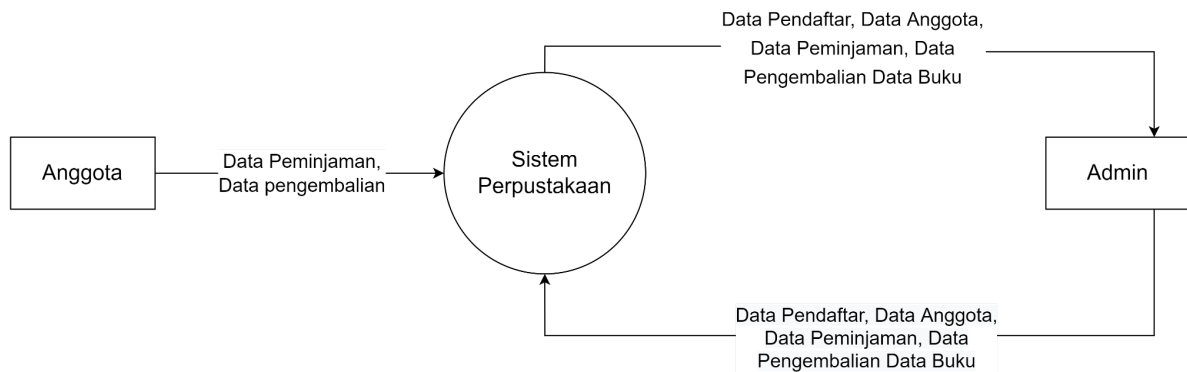 Data Pendaftar, Data Anggota,
Data Peminjaman, Data
Pengembalian Data Buku
Anggota
Data Peminjaman,
Data pengembalian
Sistem
Perpustakaan
Admin
Data Pendaftar, Data Anggota,
Data Peminjaman, Data
Pengembalian Data Buku